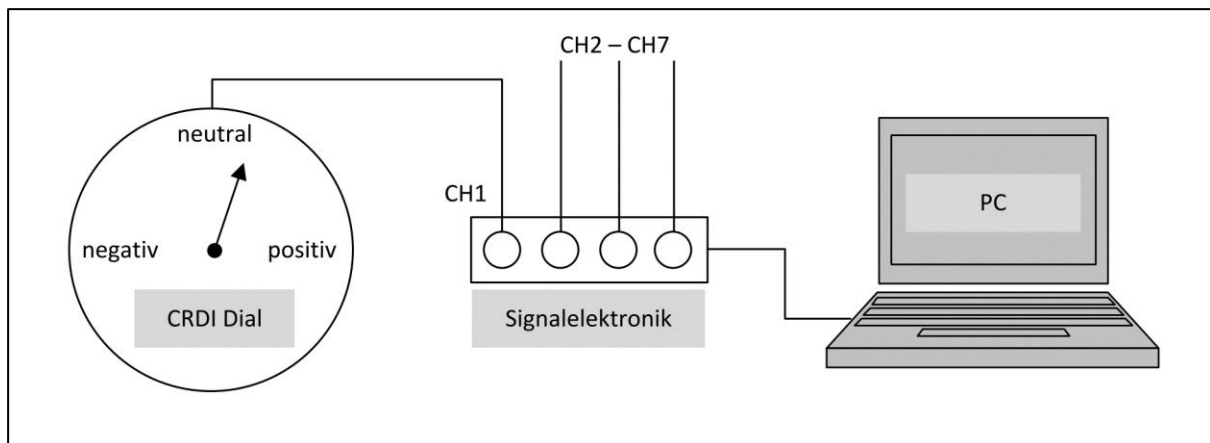 neutral
negativ
positiv
CRDI Dial
CH1
CH2 – CH7
Signalelektronik
PC